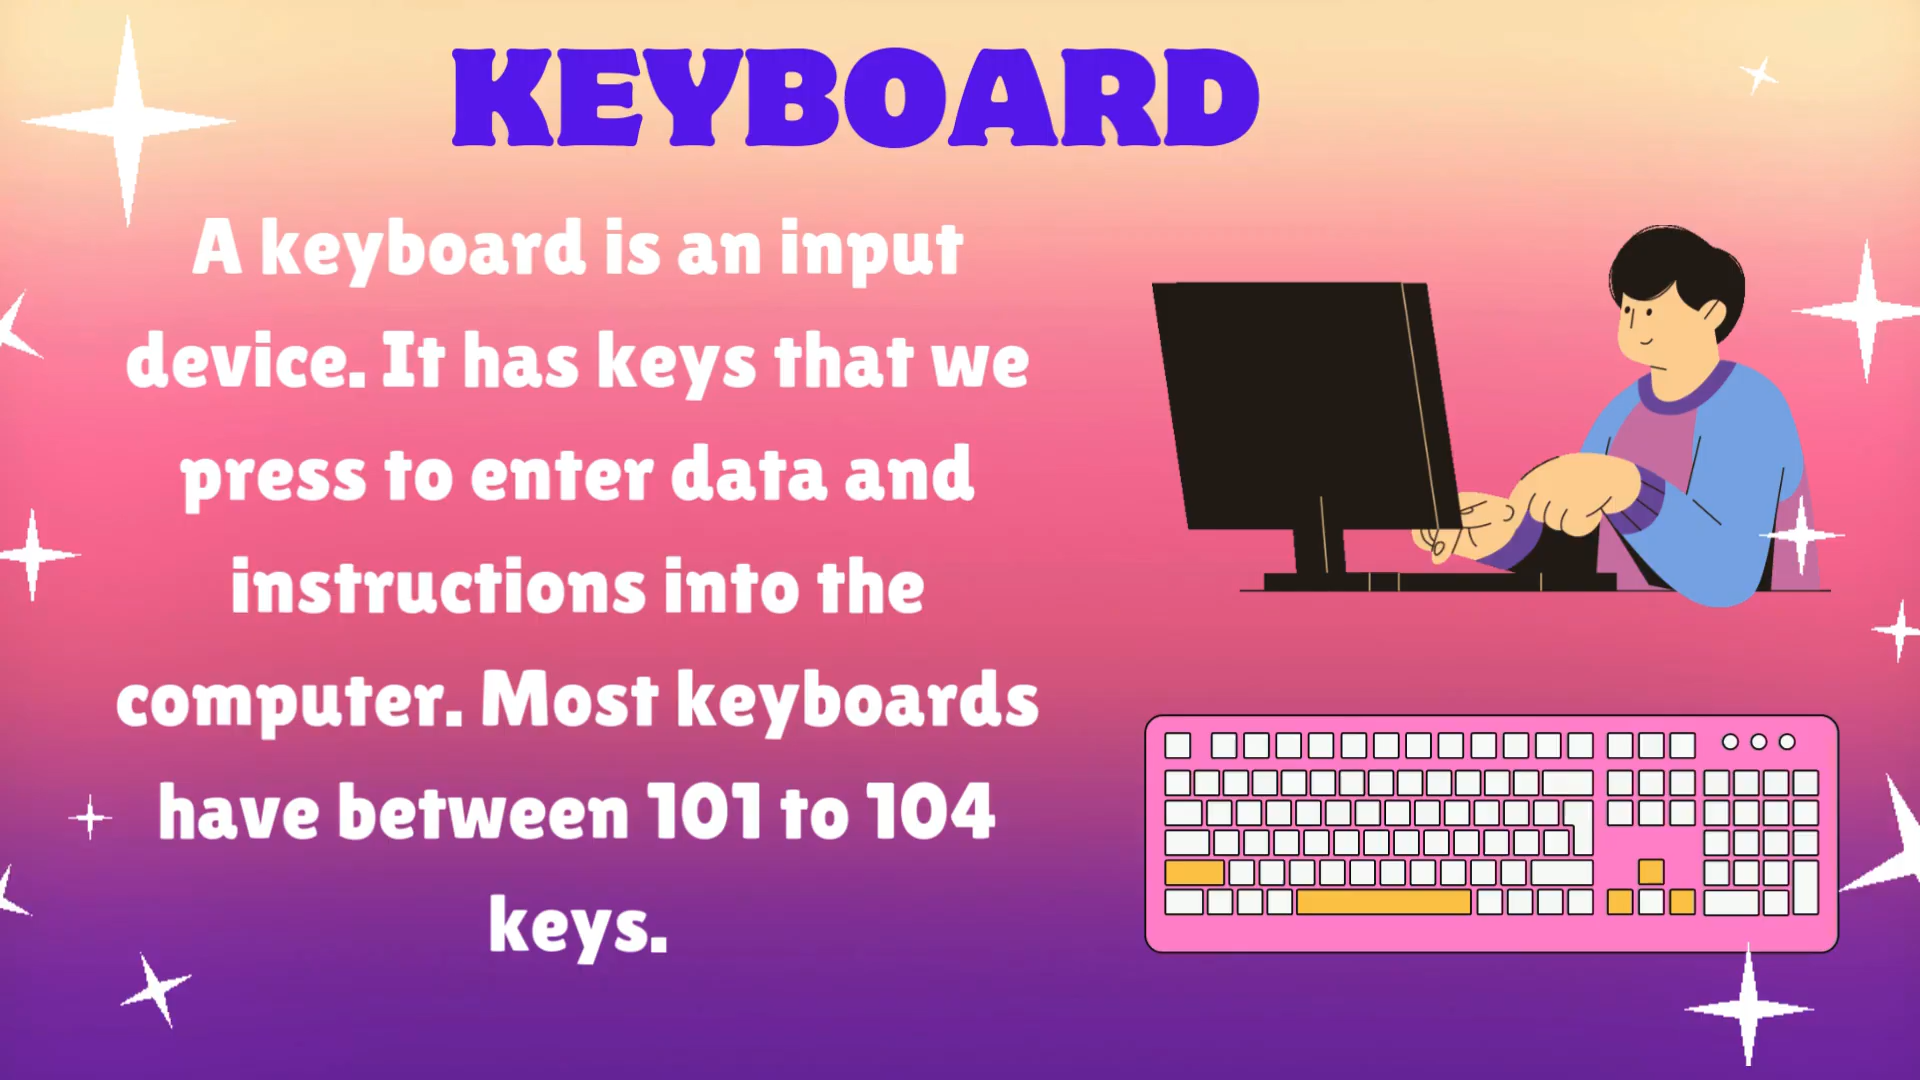 KEYBOARD
A keyboard is an input
device. It has keys that we
press to enter data and
instructions into the
computer. Most keyboards
have between 101 to 104
keys.